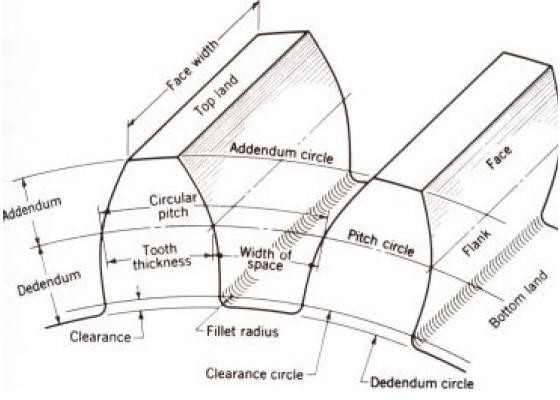 Face width
Top land
Addendum circle
Face
Addendum
Circular
pitch
Pitch circle
Flank
Dedendum
Tooth
thickness
Width of
space
Bottom land
Clearance
Fillet radius
Clearance circle
Dedendum circle